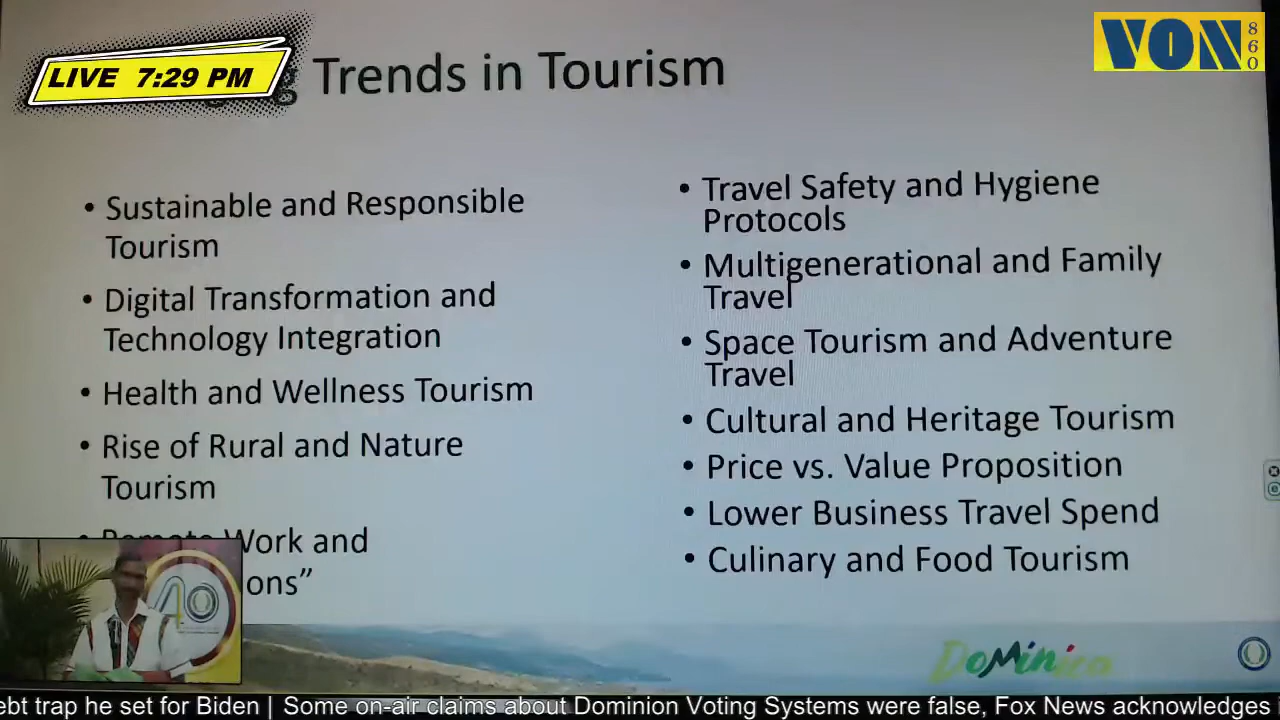 LIVE 7:29 PM
Trends in Tourism
VON
860
• Sustainable and Responsible
Tourism
• Digital Transformation and
Technology Integration
• Health and Wellness Tourism
• Rise of Rural and Nature
Tourism
• Remote Work and
ons”
• Travel Safety and Hygiene
Protocols
• Multigenerational and Family
Travel
• Space Tourism and Adventure
Travel
• Cultural and Heritage Tourism
• Price vs. Value Proposition
• Lower Business Travel Spend
• Culinary and Food Tourism
40
DoMinica
ebt trap he set for Biden | Some on-air claims about Dominion Voting Systems were false, Fox News acknowledges